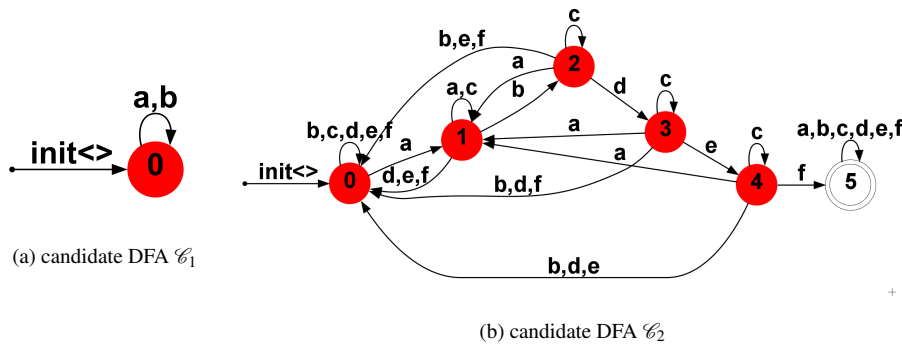 c
b,e,f
2
a
d
c
a,b
a,c
b
3
a,b,c,d,e,f
init<>
b,c,d,e,f
1
a
e
c
0
a
a
4
f
5
init<>
0
d,e,f
b,d,f
(a) candidate DFA 𝒞1
b,d,e
+
(b) candidate DFA 𝒞2